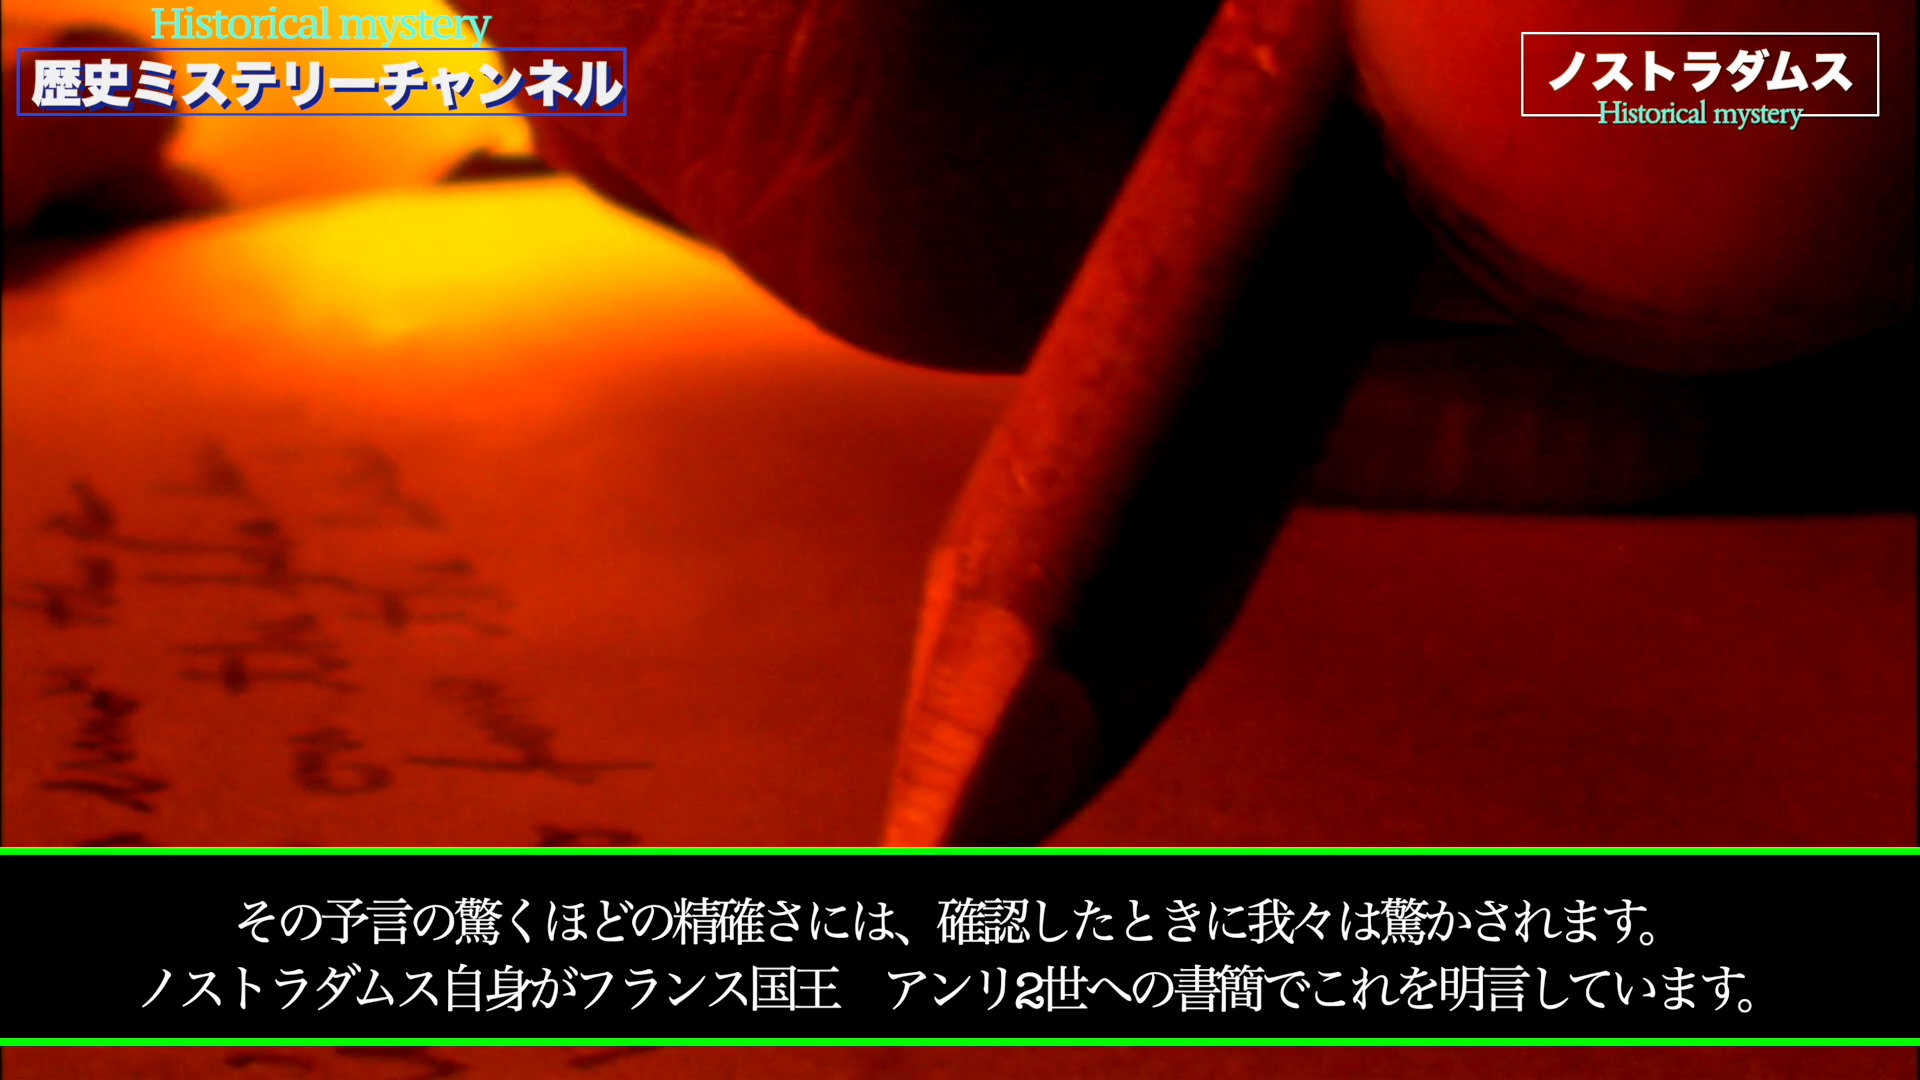 Historical mystery
歴史ミステリーチャンネル
ノストラダムス
Historical mystery
その予言の驚くほどの精確さには、確認したときに我々は驚かされます。
ノストラダムス自身がフランス国王　アンリ2世への書簡でこれを明言しています。